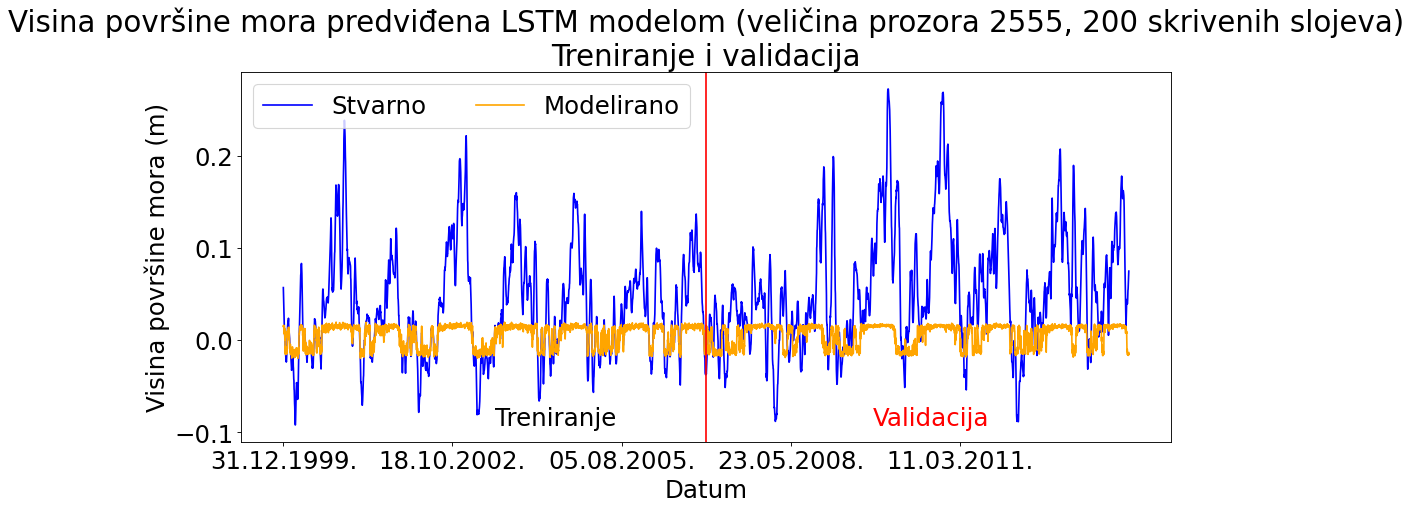 Visina površine mora predviđena LSTM modelom (veličina prozora 2555, 200 skrivenih slojeva)
Treniranje i validacija
Stvarno Modelirano
Visina površine mora (m)
0.2
0.1
0.0
−0.1
Treniranje Validacija
31.12.1999. 18.10.2002. 05.08.2005. 23.05.2008. 11.03.2011.
Datum